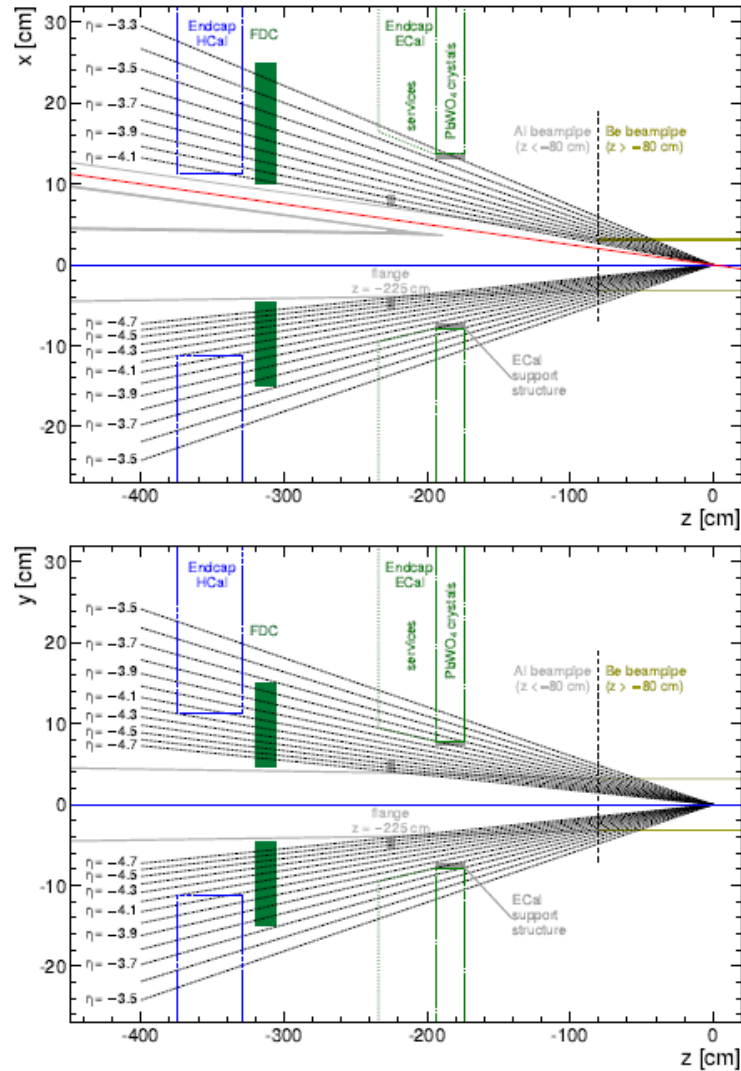 x [cm]
30
20
10
0
-10
-20
η = −3.3
η = −3.5
η = −3.7
η = −3.9
η = −4.1
Endcap
HCal
FDC
Endcap
ECal
services
PbWO₄ crystals
Al beampipe
(z < −80 cm)
Be beampipe
(z > −80 cm)
flange
z = −225 cm
η = −4.7
η = −4.5
η = −4.3
η = −4.1
η = −3.9
η = −3.7
η = −3.5
ECal
support
structure
-400
-300
-200
-100
0
z [cm]
y [cm]
30
20
10
0
-10
-20
η = −3.5
η = −3.7
η = −3.9
η = −4.1
η = −4.3
η = −4.5
η = −4.7
Endcap
HCal
FDC
Endcap
ECal
services
PbWO₄ crystals
Al beampipe
(z < −80 cm)
Be beampipe
(z > −80 cm)
flange
z = −225 cm
η = −4.7
η = −4.5
η = −4.3
η = −4.1
η = −3.9
η = −3.7
η = −3.5
ECal
support
structure
-400
-300
-200
-100
0
z [cm]